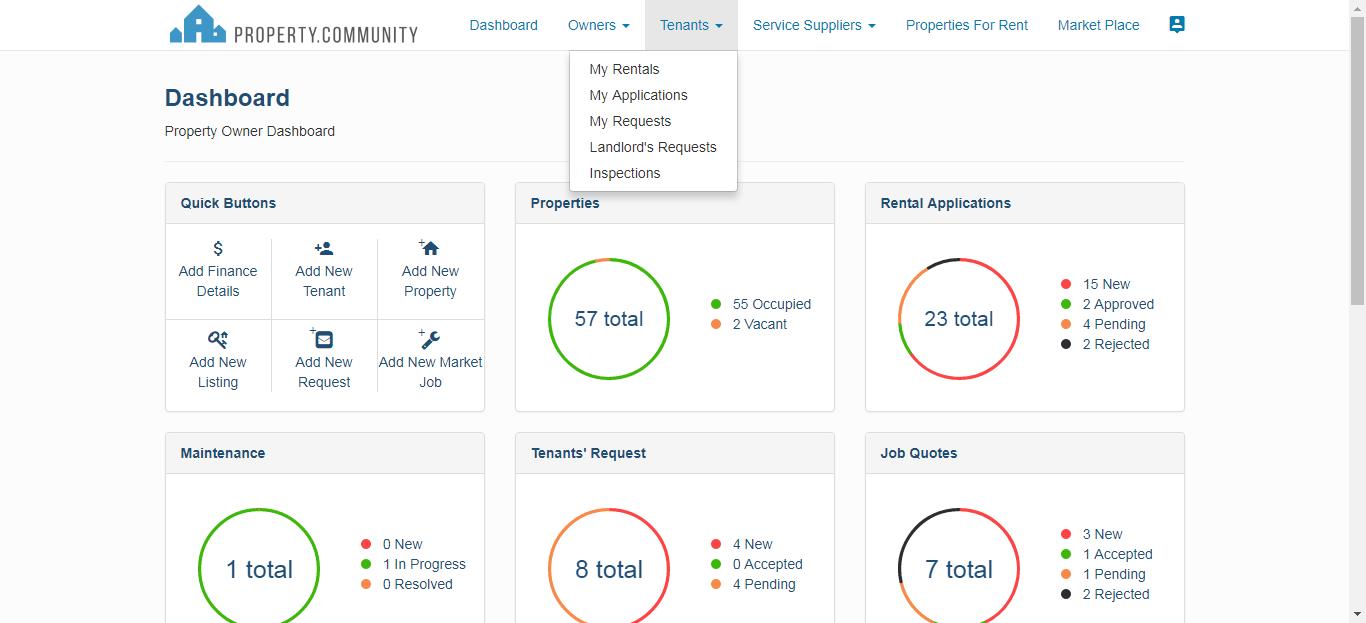 PROPERTY.COMMUNITY
Dashboard
Owners
Tenants
Service Suppliers
Properties For Rent
Market Place
My Rentals
My Applications
My Requests
Landlord's Requests
Inspections
Dashboard
Property Owner Dashboard
Quick Buttons
$
Add Finance
Details
Add New
Tenant
Add New
Property
Add New
Listing
Add New
Request
Add New Market
Job
Properties
57 total
55 Occupied
2 Vacant
Rental Applications
23 total
15 New
2 Approved
4 Pending
2 Rejected
Maintenance
1 total
0 New
1 In Progress
0 Resolved
Tenants' Request
8 total
4 New
0 Accepted
4 Pending
Job Quotes
7 total
3 New
1 Accepted
1 Pending
2 Rejected